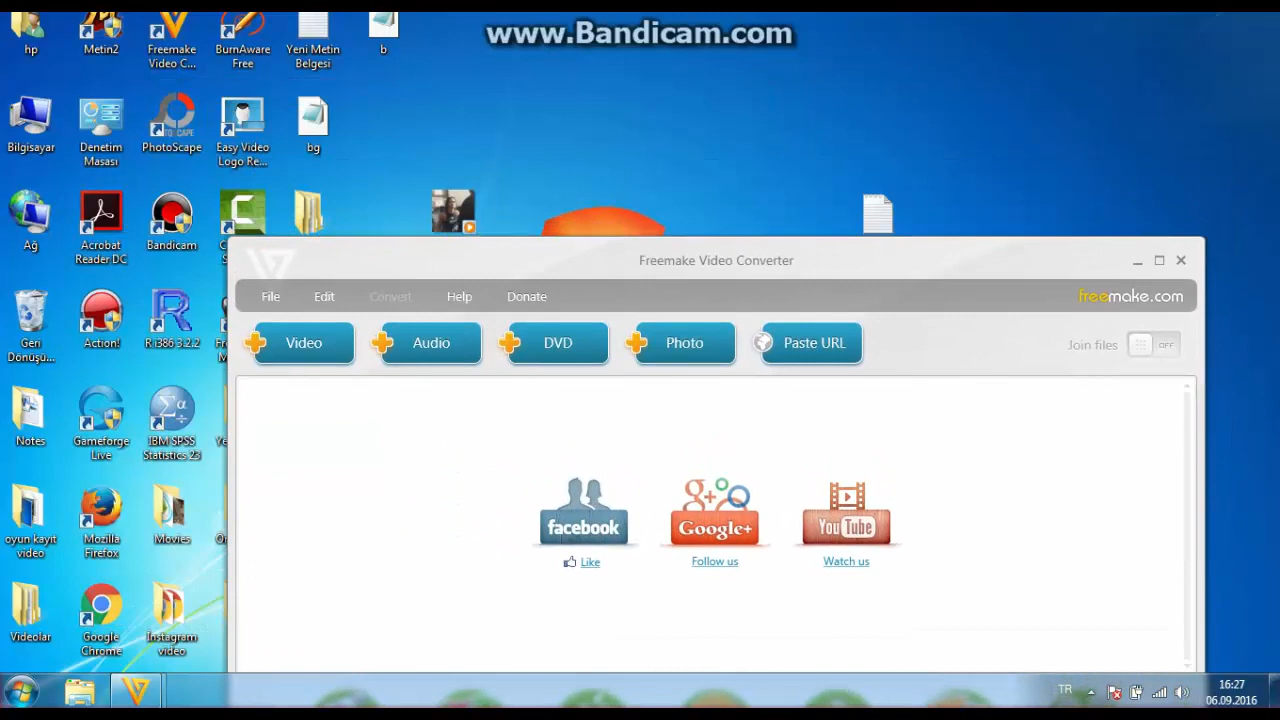 www.Bandicam.com
hp
Metin2
Freemake
Video C...
BurnAware
Free
Yeni Metin
Belgesi
b
Bilgisayar
Denetim
Masası
PhotoScape
Easy Video
Logo Re...
bg
Ağ
Acrobat
Reader DC
Bandicam
Freemake Video Converter
File
Edit
Convert
Help
Donate
freemake.com
Video
Audio
DVD
Photo
Paste URL
Join files
OFF
Geri
Dönüşü...
Action!
R i386 3.2.2
Notes
Gameforge
Live
IBM SPSS
Statistics 23
facebook
Google+
YouTube
Like
Follow us
Watch us
oyun kayıt
video
Mozilla
Firefox
Movies
Videolar
Google
Chrome
İnstagram
video
TR
16:27
06.09.2016